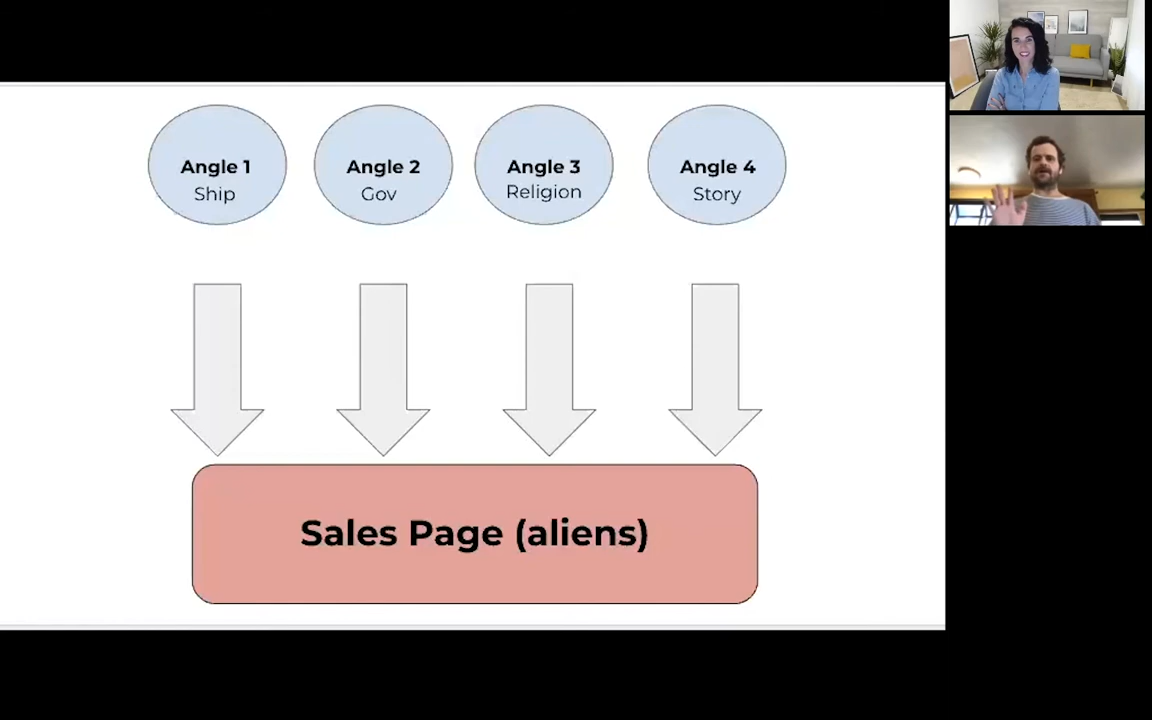 Angle 1
Ship
Angle 2
Gov
Angle 3
Religion
Angle 4
Story
Sales Page (aliens)